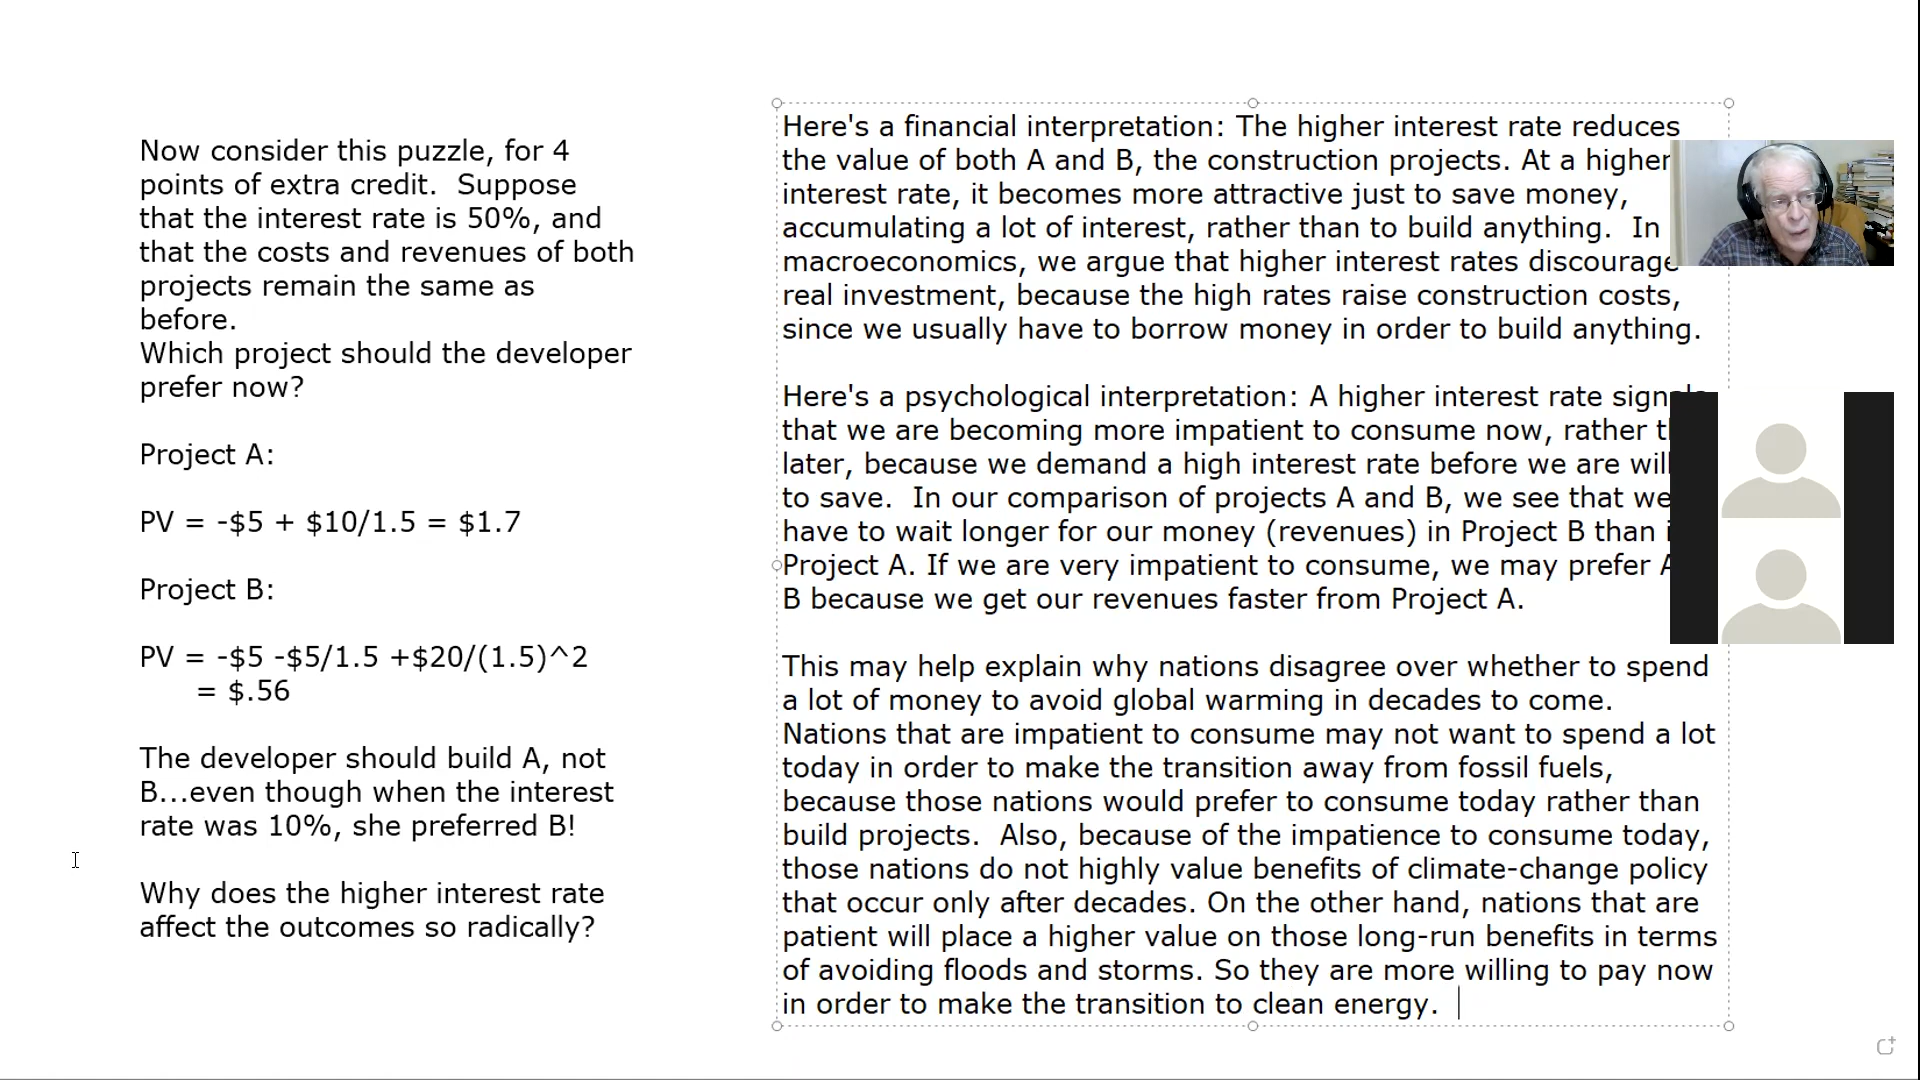 Now consider this puzzle, for 4
points of extra credit.  Suppose
that the interest rate is 50%, and
that the costs and revenues of both
projects remain the same as
before.
Which project should the developer
prefer now?
Project A:
PV = -$5 + $10/1.5 = $1.7
Project B:
PV = -$5 -$5/1.5 +$20/(1.5)^2
= $.56
The developer should build A, not
B...even though when the interest
rate was 10%, she preferred B!
Why does the higher interest rate
affect the outcomes so radically?
Here's a financial interpretation: The higher interest rate reduces
the value of both A and B, the construction projects. At a higher
interest rate, it becomes more attractive just to save money,
accumulating a lot of interest, rather than to build anything.  In
macroeconomics, we argue that higher interest rates discourage
real investment, because the high rates raise construction costs,
since we usually have to borrow money in order to build anything.
Here's a psychological interpretation: A higher interest rate signals
that we are becoming more impatient to consume now, rather
later, because we demand a high interest rate before we are
to save.  In our comparison of projects A and B, we see that we
have to wait longer for our money (revenues) in Project B than
Project A. If we are very impatient to consume, we may prefer
B because we get our revenues faster from Project A.
This may help explain why nations disagree over whether to spend
a lot of money to avoid global warming in decades to come.
Nations that are impatient to consume may not want to spend a lot
today in order to make the transition away from fossil fuels,
because those nations would prefer to consume today rather than
build projects.  Also, because of the impatience to consume today,
those nations do not highly value benefits of climate-change policy
that occur only after decades. On the other hand, nations that are
patient will place a higher value on those long-run benefits in terms
of avoiding floods and storms. So they are more willing to pay now
in order to make the transition to clean energy.